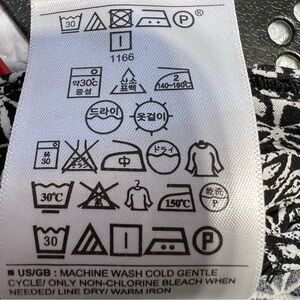 30 P ®
1166
약30℃ 산소 2
중성 표백 140~160℃
드라이 옷걸이
30 中 ドライ
30℃ 150℃ 乾洗 P
30 P
US/GB : MACHINE WASH COLD GENTLE
CYCLE/ ONLY NON-CHLORINE BLEACH WHEN
NEEDED/ LINE DRY/ WARM IRON